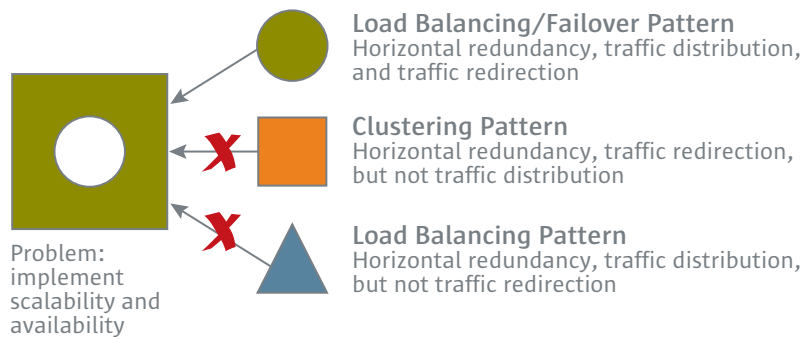 Load Balancing/Failover Pattern
Horizontal redundancy, traffic distribution,
and traffic redirection
Clustering Pattern
Horizontal redundancy, traffic redirection,
but not traffic distribution
Load Balancing Pattern
Horizontal redundancy, traffic distribution,
but not traffic redirection
Problem:
implement
scalability and
availability